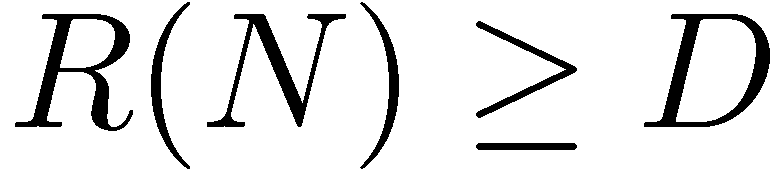 R(N) ≥ D